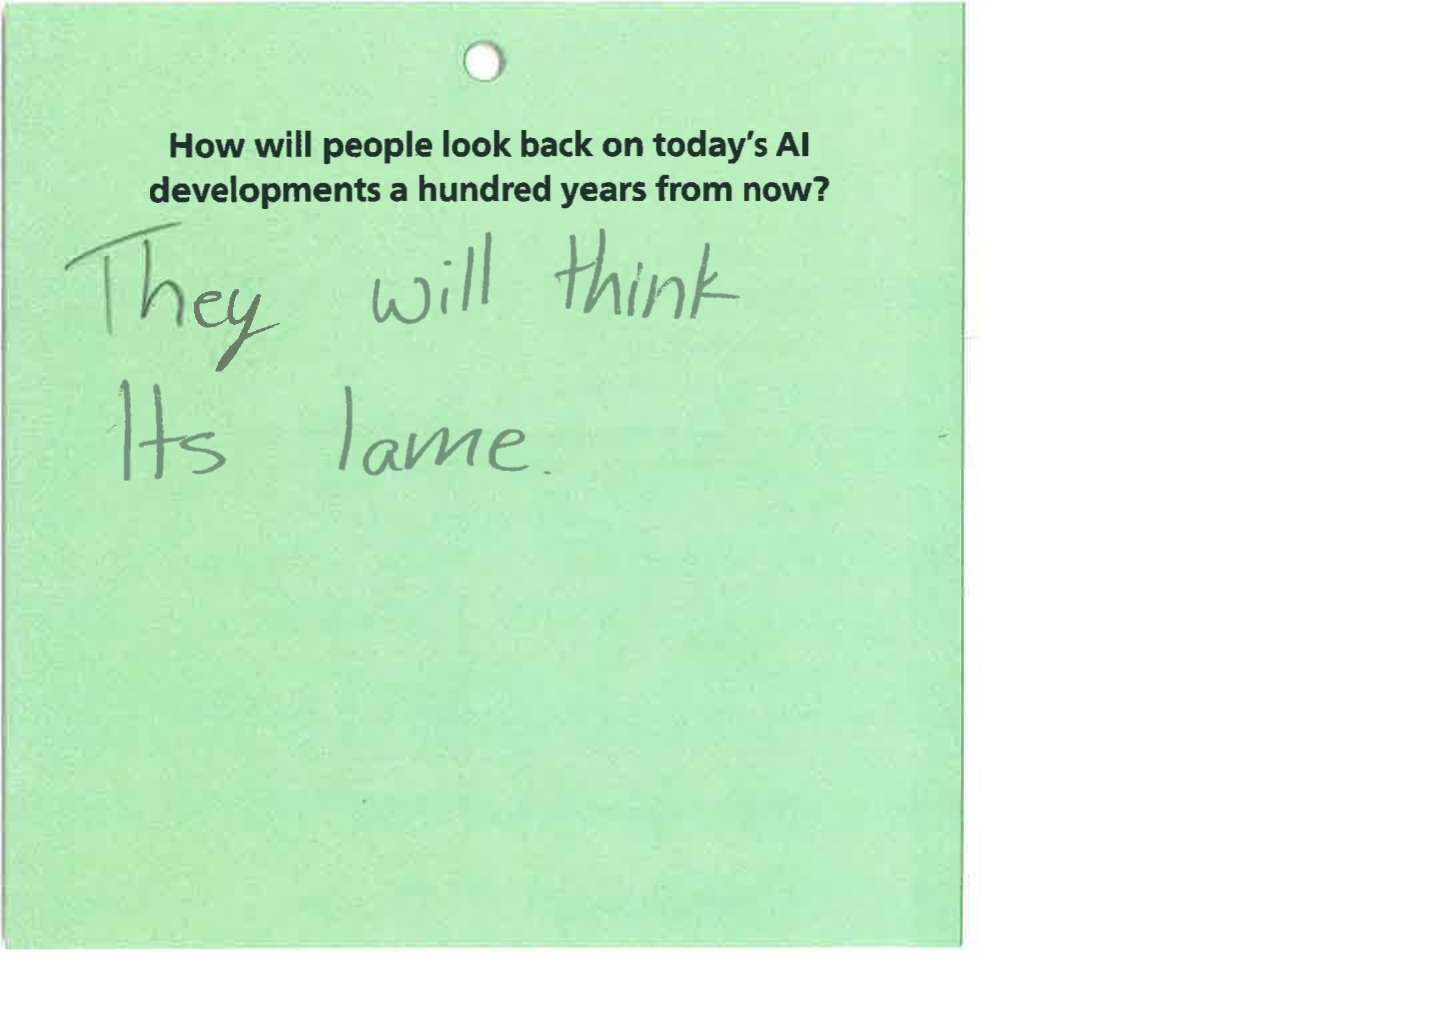 How will people look back on today's AI
developments a hundred years from now?
They will think
Its lame.